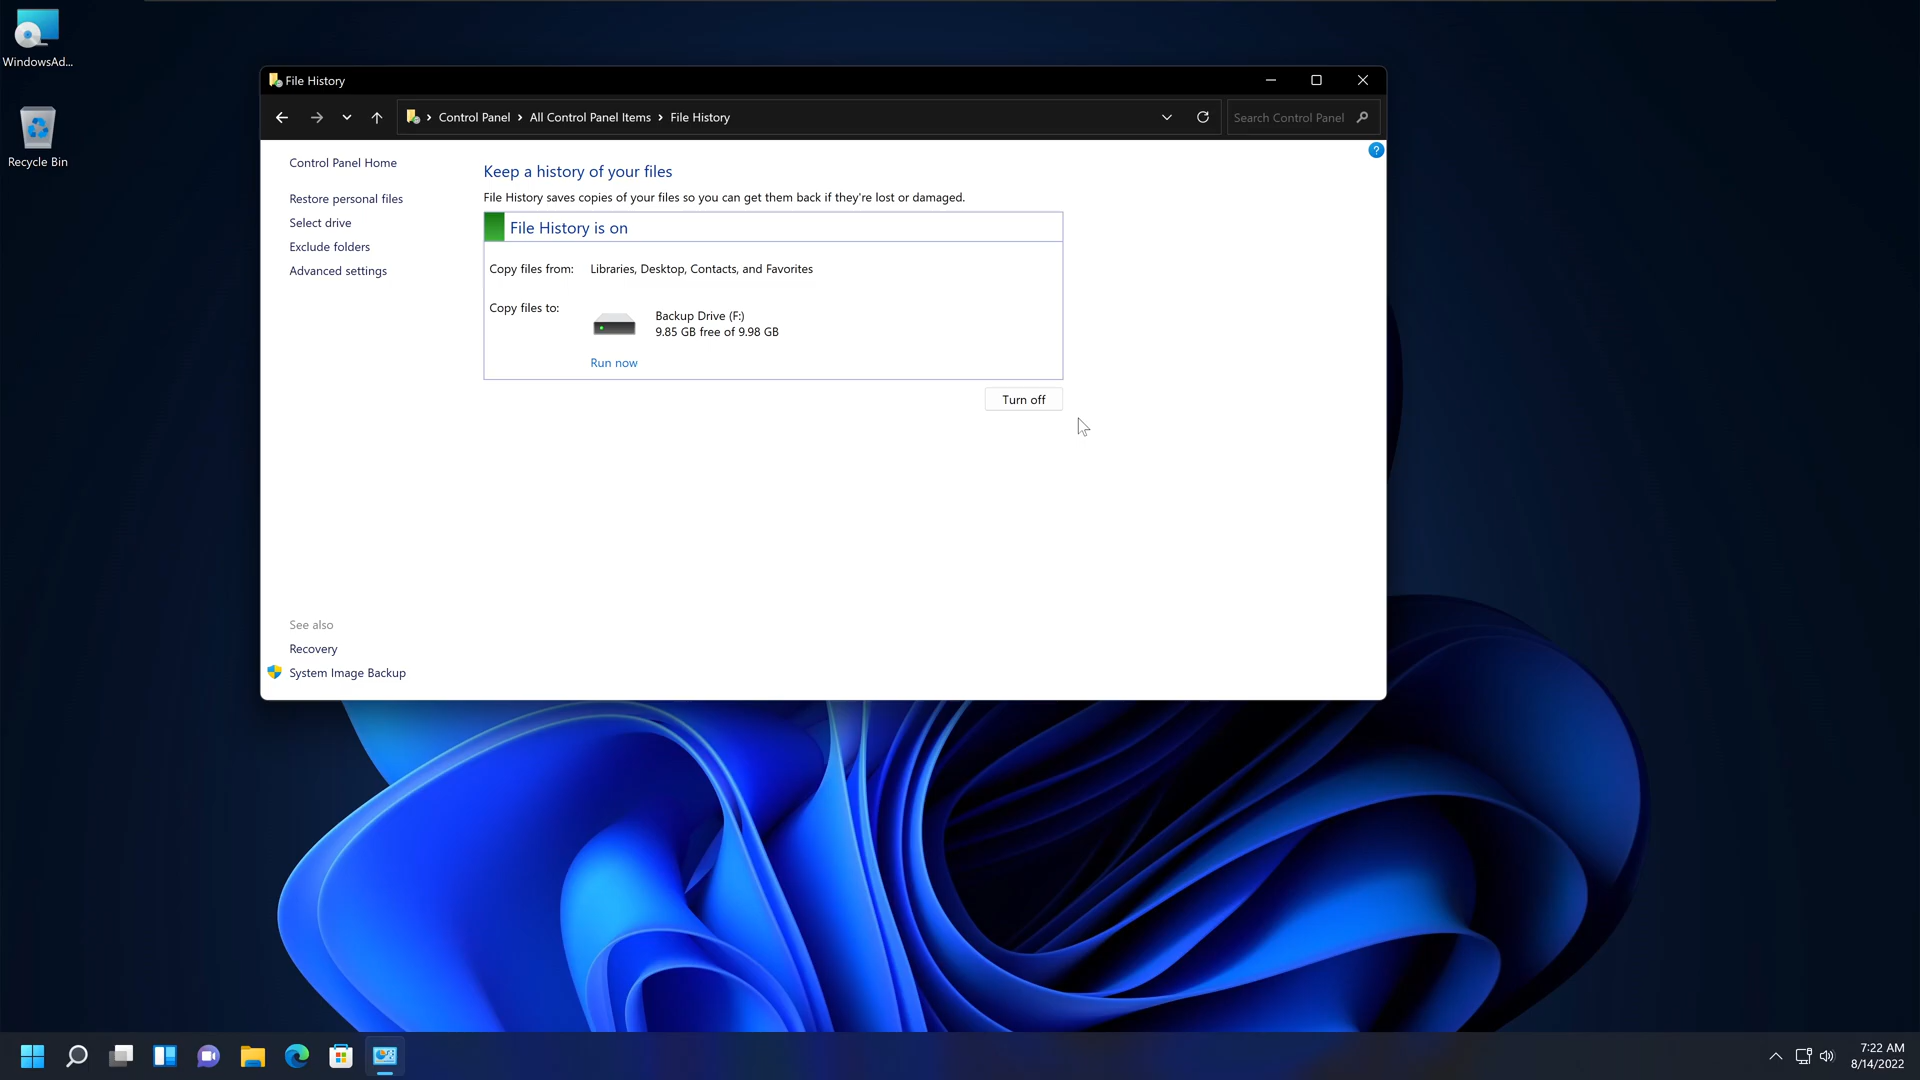 WindowsAd...
Recycle Bin
File History
Control Panel › All Control Panel Items › File History
Search Control Panel
?
Control Panel Home
Restore personal files
Select drive
Exclude folders
Advanced settings
Keep a history of your files
File History saves copies of your files so you can get them back if they're lost or damaged.
File History is on
Copy files from: Libraries, Desktop, Contacts, and Favorites
Copy files to:
Backup Drive (F:)
9.85 GB free of 9.98 GB
Run now
Turn off
See also
Recovery
System Image Backup
7:22 AM
8/14/2022